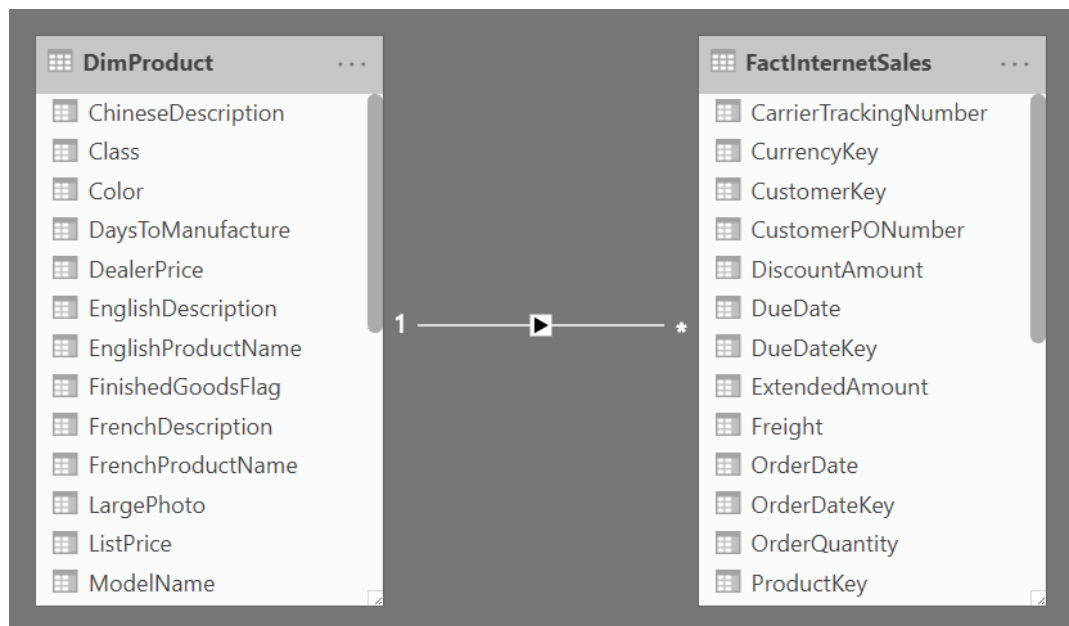 DimProduct ...
ChineseDescription
Class
Color
DaysToManufacture
DealerPrice
EnglishDescription
EnglishProductName
FinishedGoodsFlag
FrenchDescription
FrenchProductName
LargePhoto
ListPrice
ModelName
1 *
FactInternetSales ...
CarrierTrackingNumber
CurrencyKey
CustomerKey
CustomerPONumber
DiscountAmount
DueDate
DueDateKey
ExtendedAmount
Freight
OrderDate
OrderDateKey
OrderQuantity
ProductKey